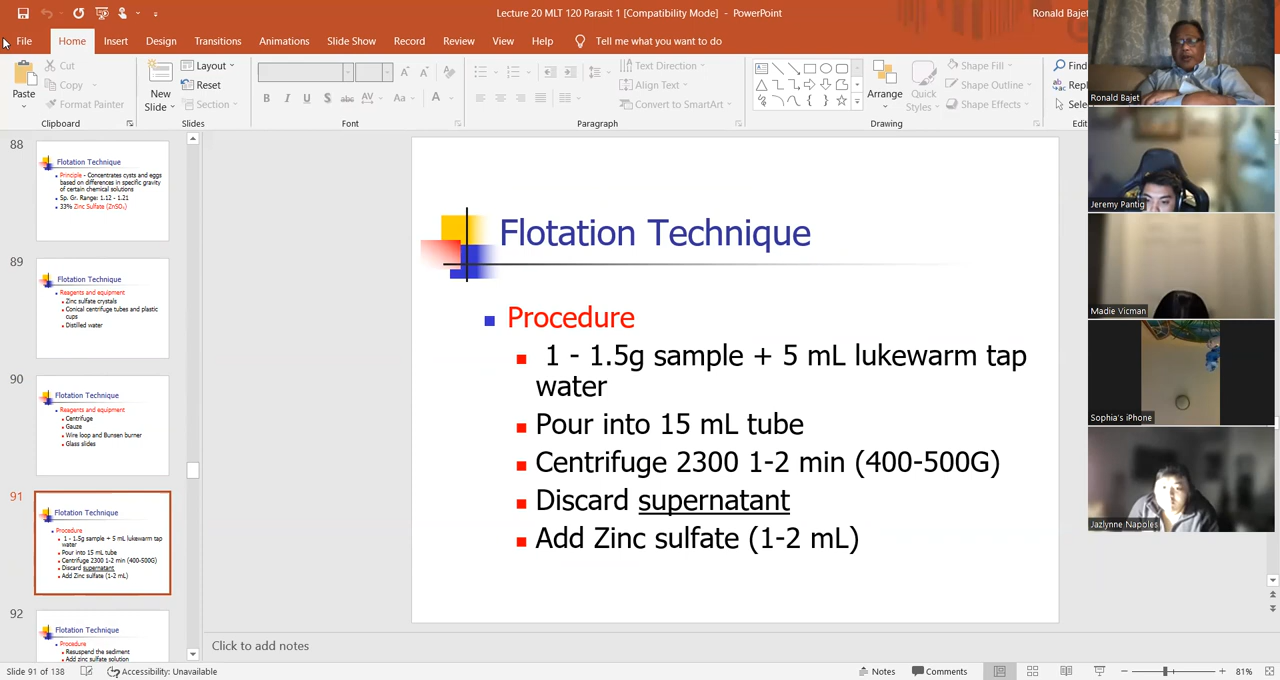 Lecture 20 MLT 120 Parasit 1 [Compatibility Mode] - PowerPoint
Ronald Bajet
File Home Insert Design Transitions Animations Slide Show Record Review View Help Tell me what you want to do
Paste
Cut
Copy
Format Painter
Clipboard
New Slide
Layout
Reset
Section
Slides
Font
Text Direction
Align Text
Convert to SmartArt
Paragraph
Arrange
Quick Styles
Shape Fill
Shape Outline
Shape Effects
Drawing
Find
88
Flotation Technique
Principle - Concentrates cysts and eggs
based on differences in specific gravity
of certain chemical solutions
Sp. Gr. Range: 1.12 - 1.21
33% Zinc Sulfate (ZnSO₄)
89
Flotation Technique
Reagents and equipment
Zinc sulfate crystals
Conical centrifuge tubes and plastic
cups
Distilled water
90
Flotation Technique
Reagents and equipment
Centrifuge
Gauze
Wire loop and Bunsen burner
Glass slides
91
Flotation Technique
Procedure
1 - 1.5g sample + 5 mL lukewarm tap
water
Pour into 15 mL tube
Centrifuge 2300 1-2 min (400-500G)
Discard supernatant
Add Zinc sulfate (1-2 mL)
92
Flotation Technique
Procedure
Resuspend the sediment
Add zinc sulfate solution
Flotation Technique
Procedure
1 - 1.5g sample + 5 mL lukewarm tap
water
Pour into 15 mL tube
Centrifuge 2300 1-2 min (400-500G)
Discard supernatant
Add Zinc sulfate (1-2 mL)
Click to add notes
Ronald Bajet
Jeremy Pantig
Madie Vicman
Sophia's iPhone
Jazlynne Napoles
Slide 91 of 138
Accessibility: Unavailable
Notes
Comments
81%